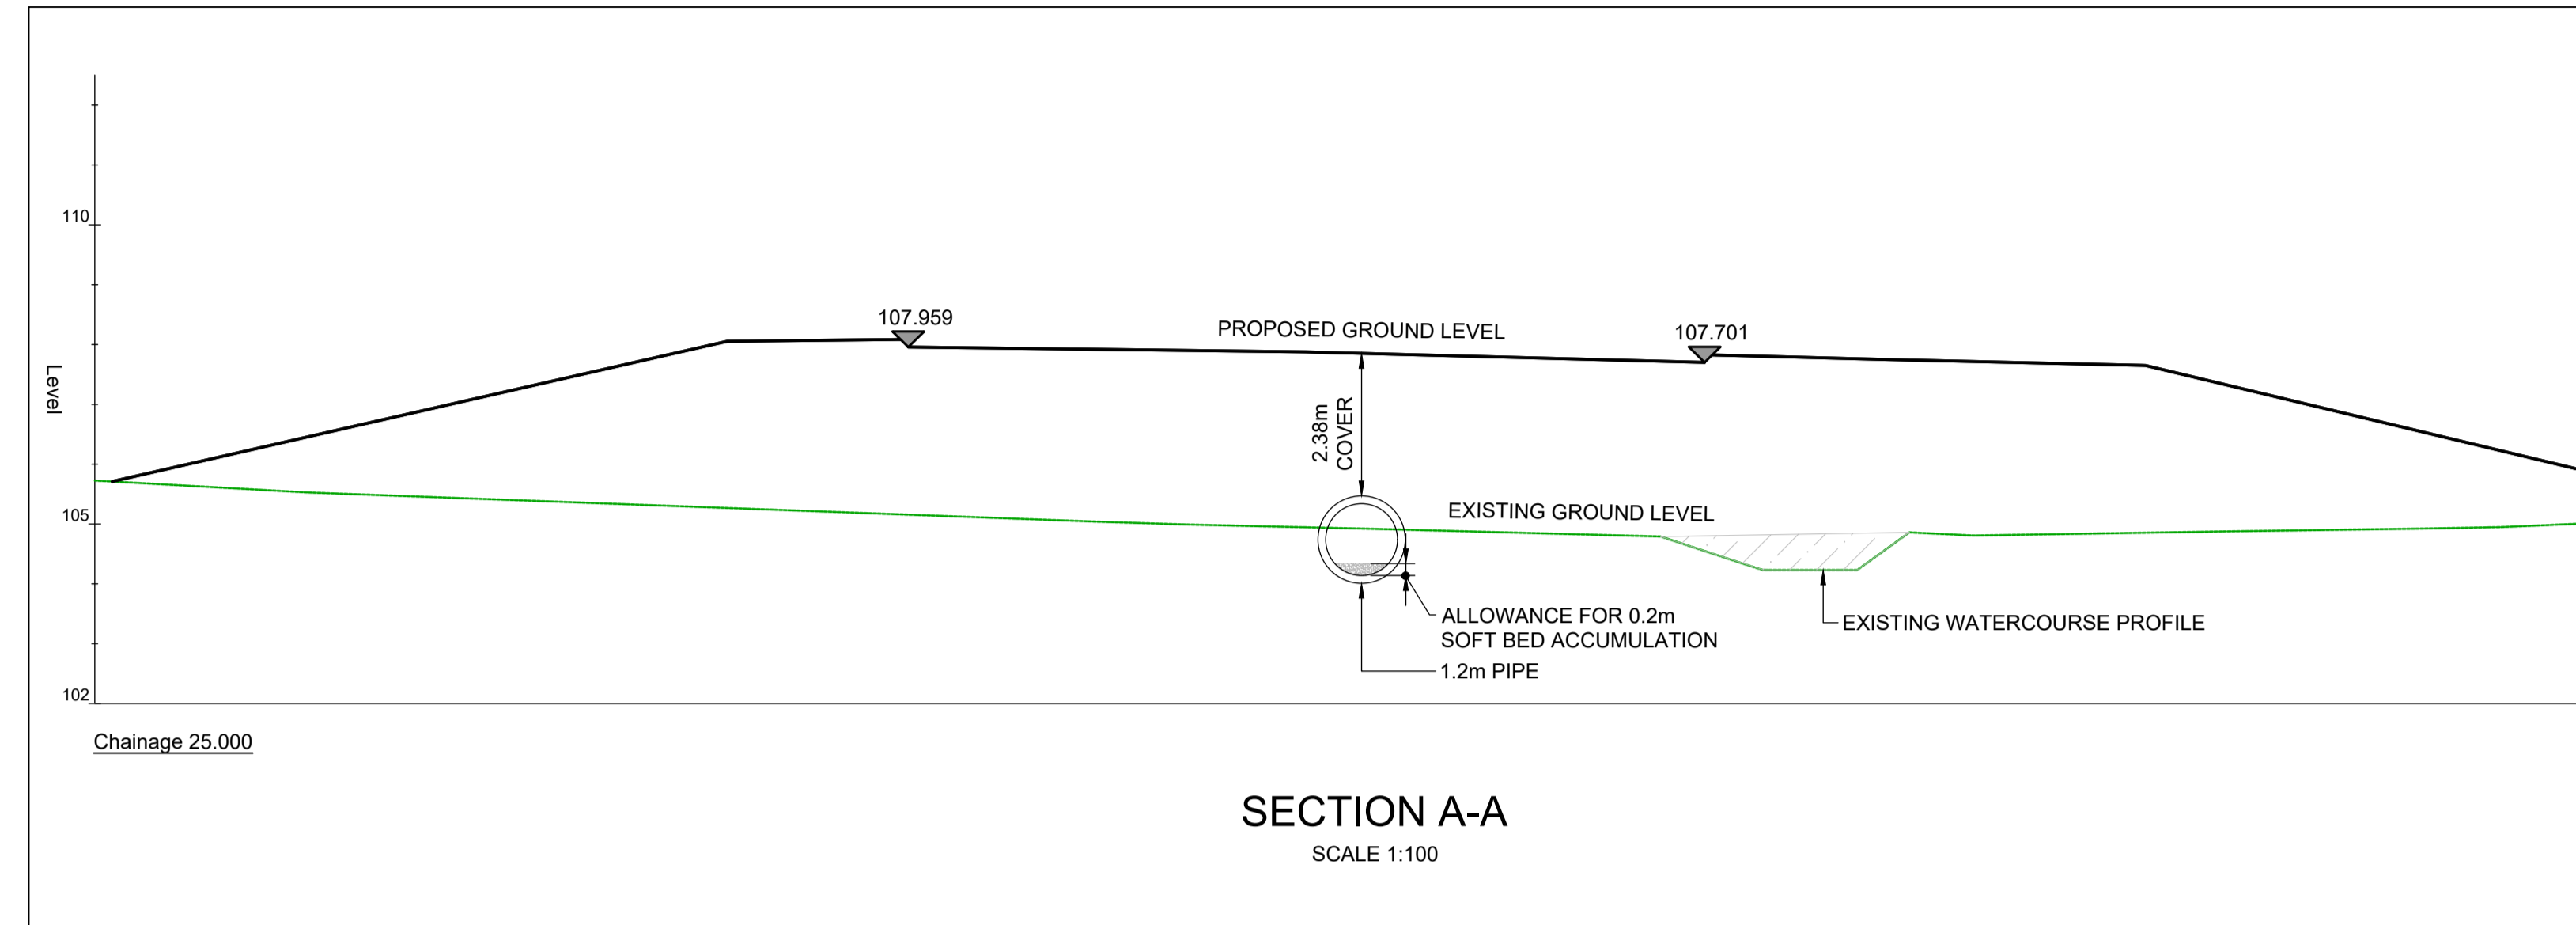 110
105
102
Level
107.959
PROPOSED GROUND LEVEL
107.701
2.38m
COVER
EXISTING GROUND LEVEL
ALLOWANCE FOR 0.2m
SOFT BED ACCUMULATION
1.2m PIPE
EXISTING WATERCOURSE PROFILE
Chainage 25.000
SECTION A-A
SCALE 1:100